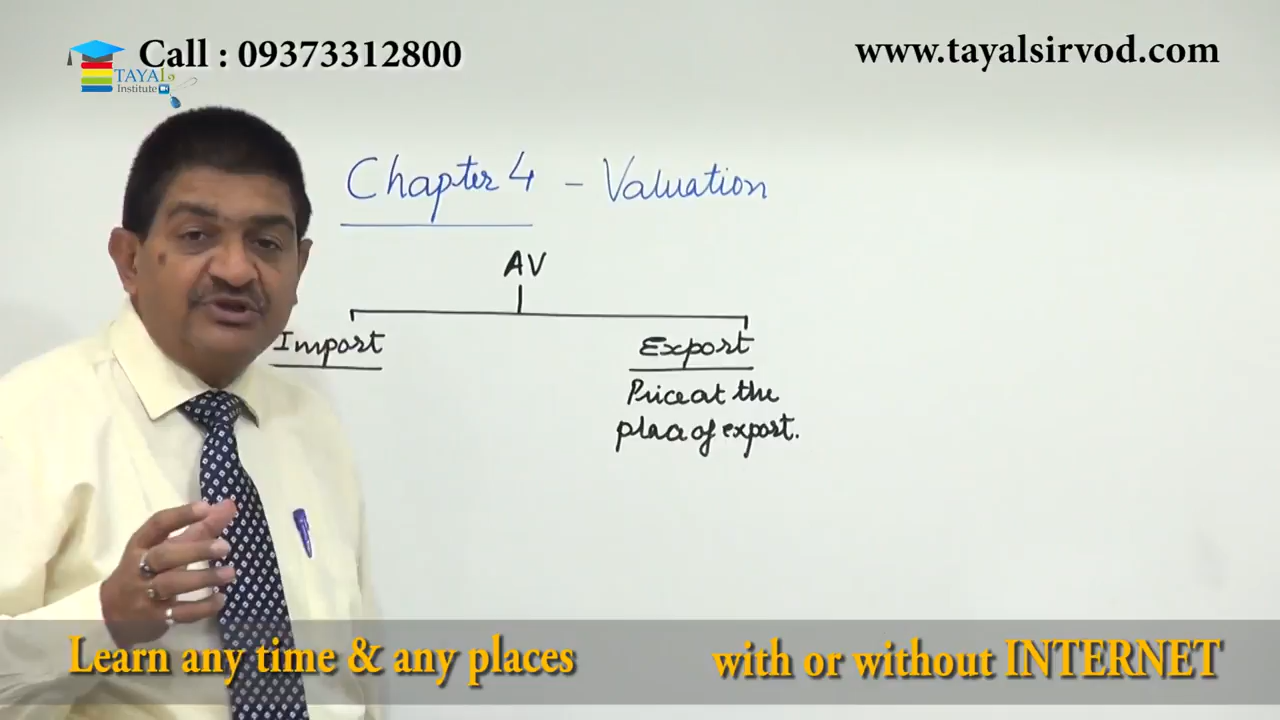 Call : 09373312800
www.tayalsirvod.com
TAYALs
Institute
Chapter 4 - Valuation
AV
Import
Export
Price at the
place of export.
Learn any time & any places
with or without INTERNET